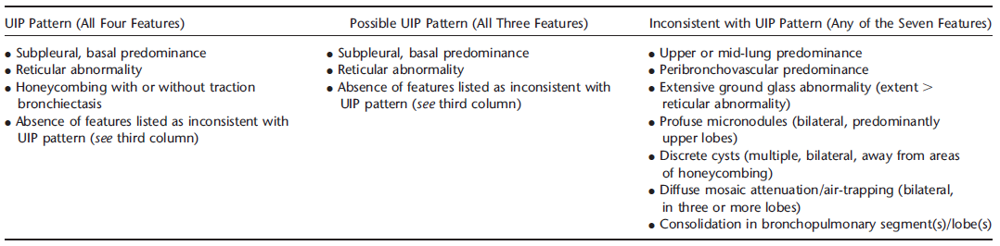 UIP Pattern (All Four Features)
• Subpleural, basal predominance
• Reticular abnormality
• Honeycombing with or without traction
bronchiectasis
• Absence of features listed as inconsistent with
UIP pattern (see third column)
Possible UIP Pattern (All Three Features)
• Subpleural, basal predominance
• Reticular abnormality
• Absence of features listed as inconsistent with
UIP pattern (see third column)
Inconsistent with UIP Pattern (Any of the Seven Features)
• Upper or mid-lung predominance
• Peribronchovascular predominance
• Extensive ground glass abnormality (extent >
reticular abnormality)
• Profuse micronodules (bilateral, predominantly
upper lobes)
• Discrete cysts (multiple, bilateral, away from areas
of honeycombing)
• Diffuse mosaic attenuation/air-trapping (bilateral,
in three or more lobes)
• Consolidation in bronchopulmonary segment(s)/lobe(s)